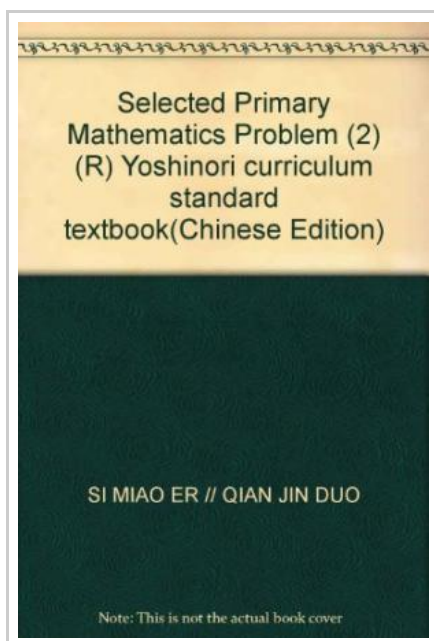 Selected Primary
Mathematics Problem (2)
(R) Yoshinori curriculum
standard
textbook(Chinese Edition)
SI MIAO ER // QIAN JIN DUO
Note: This is not the actual book cover